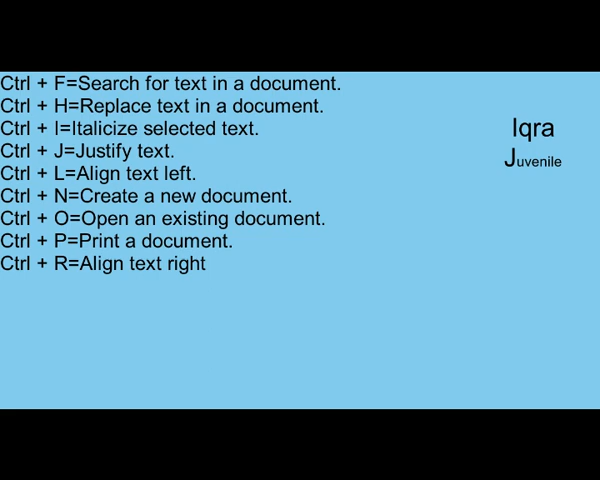 Ctrl + F=Search for text in a document.
Ctrl + H=Replace text in a document.
Ctrl + I=Italicize selected text.
Ctrl + J=Justify text.
Ctrl + L=Align text left.
Ctrl + N=Create a new document.
Ctrl + O=Open an existing document.
Ctrl + P=Print a document.
Ctrl + R=Align text right
Iqra
Juvenile